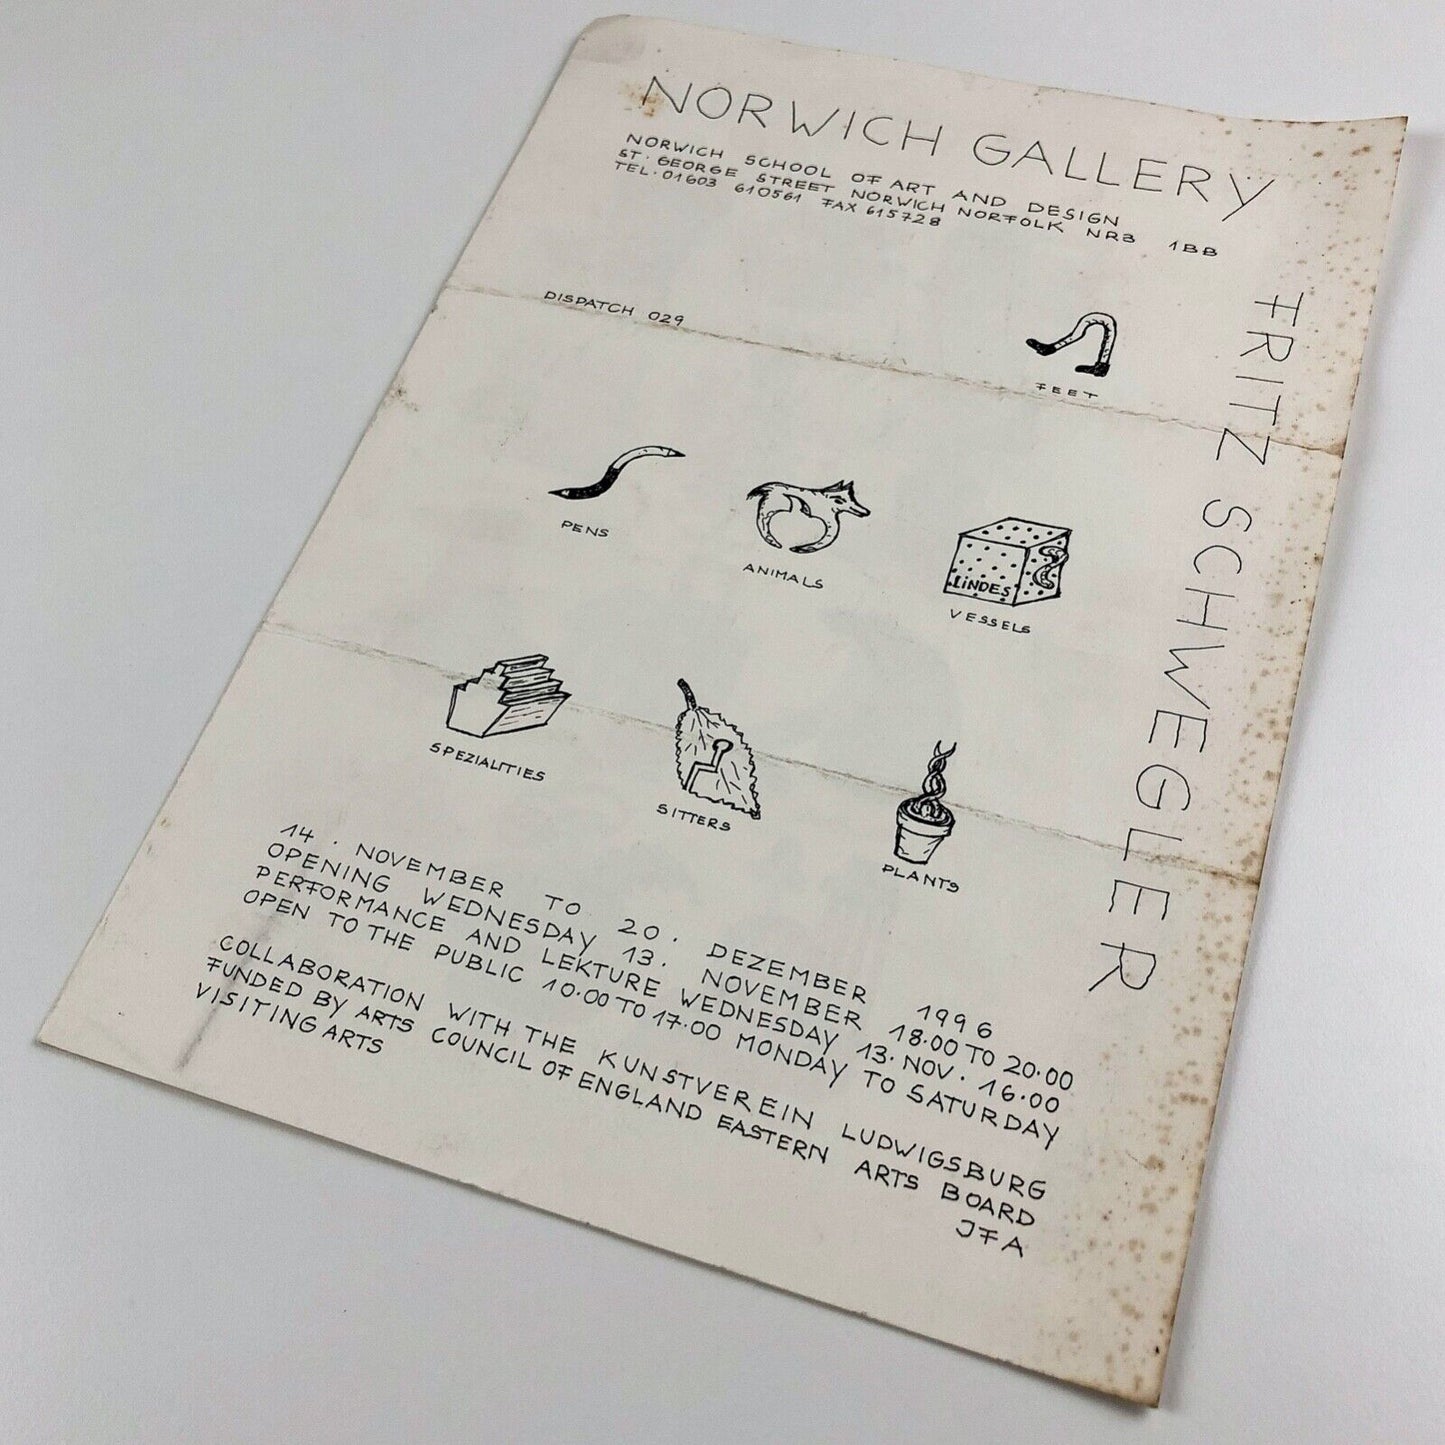 NORWICH GALLERY
NORWICH SCHOOL OF ART AND DESIGN
ST. GEORGE STREET NORWICH NORFOLK NR3 1BB
TEL. 01603 610561 FAX 615728
FRITZ SCHWEGLER
DISPATCH 029
FEET
PENS
ANIMALS
LINDES
VESSELS
SPEZIALITIES
SITTERS
PLANTS
14. NOVEMBER TO 20. DEZEMBER 1996
OPENING WEDNESDAY 13. NOVEMBER 18.00 TO 20.00
PERFORMANCE AND LEKTURE WEDNESDAY 13. NOV. 16.00
OPEN TO THE PUBLIC 10.00 TO 17.00 MONDAY TO SATURDAY
COLLABORATION WITH THE KUNSTVEREIN LUDWIGSBURG
FUNDED BY ARTS COUNCIL OF ENGLAND EASTERN ARTS BOARD
VISITING ARTS JFA